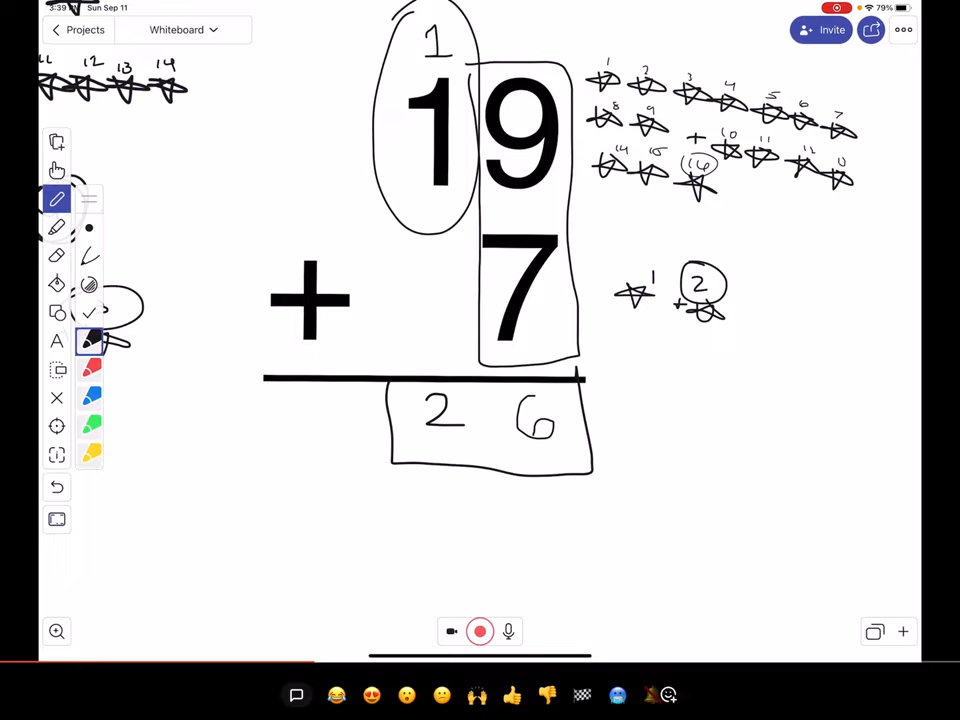 3:39 PM Sun Sep 11
79%
Projects
Whiteboard
Invite
11 12 13 14
1
19
+ 7
26
1 2 3 4 5 6 7
8 9 + 10 11 12
14 15 16
1 + 2
A